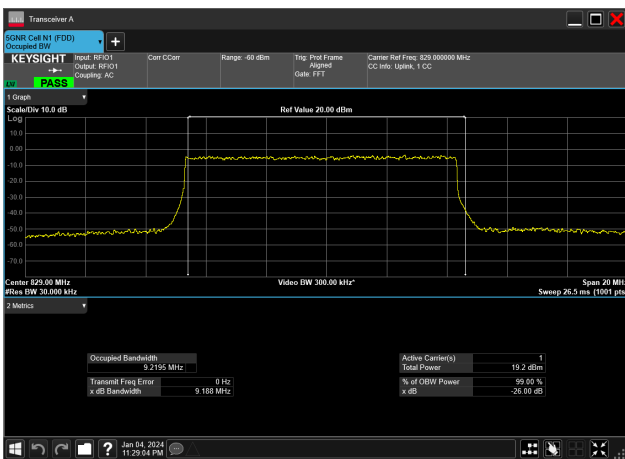 Transceiver A
5GNR Cell N1 (FDD)
Occupied BW
KEYSIGHT
PASS
Input: RFIO1
Output: RFIO1
Coupling: AC
Corr CCorr
Range: -60 dBm
Trig: Prot Frame
Aligned
Gate: FFT
Carrier Ref Freq: 829.000000 MHz
CC Info: Uplink, 1 CC
1 Graph
Scale/Div 10.0 dB
Ref Value 20.00 dBm
Log
10.0
0.00
-10.0
-20.0
-30.0
-40.0
-50.0
-60.0
-70.0
Center 829.00 MHz
Video BW 300.00 kHz*
Span 20 MHz
#Res BW 30.000 kHz
Sweep 26.5 ms (1001 pts
2 Metrics
Occupied Bandwidth
9.2195 MHz
Active Carrier(s) 1
Total Power 19.2 dBm
Transmit Freq Error 0 Hz
x dB Bandwidth 9.188 MHz
% of OBW Power 99.00 %
x dB -26.00 dB
Jan 04, 2024
11:29:04 PM